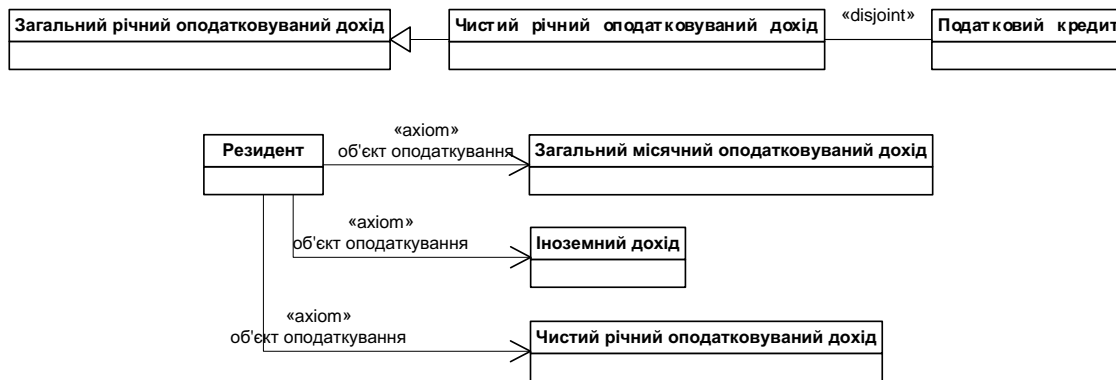 «disjoint»
Загальний річний оподатковуваний дохід
Чистий річний оподатковуваний дохід
Податковий кредит
«axiom»
об'єкт оподаткування
Резидент
Загальний місячний оподатковуваний дохід
«axiom»
об'єкт оподаткування
Іноземний дохід
«axiom»
об'єкт оподаткування
Чистий річний оподатковуваний дохід